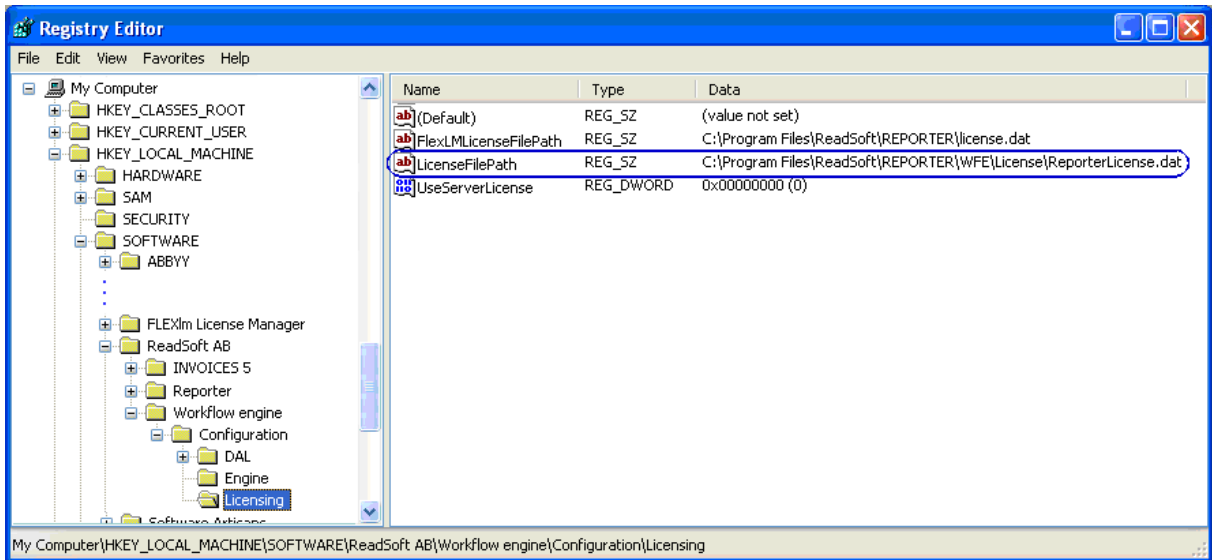 Registry Editor
File Edit View Favorites Help
My Computer
HKEY_CLASSES_ROOT
HKEY_CURRENT_USER
HKEY_LOCAL_MACHINE
HARDWARE
SAM
SECURITY
SOFTWARE
ABBYY
FLEXlm License Manager
ReadSoft AB
INVOICES 5
Reporter
Workflow engine
Configuration
DAL
Engine
Licensing
Software Artisans
Name Type Data
(Default) REG_SZ (value not set)
FlexLMLicenseFilePath REG_SZ C:\Program Files\ReadSoft\REPORTER\license.dat
LicenseFilePath REG_SZ C:\Program Files\ReadSoft\REPORTER\WFE\License\ReporterLicense.dat
UseServerLicense REG_DWORD 0x00000000 (0)
My Computer\HKEY_LOCAL_MACHINE\SOFTWARE\ReadSoft AB\Workflow engine\Configuration\Licensing